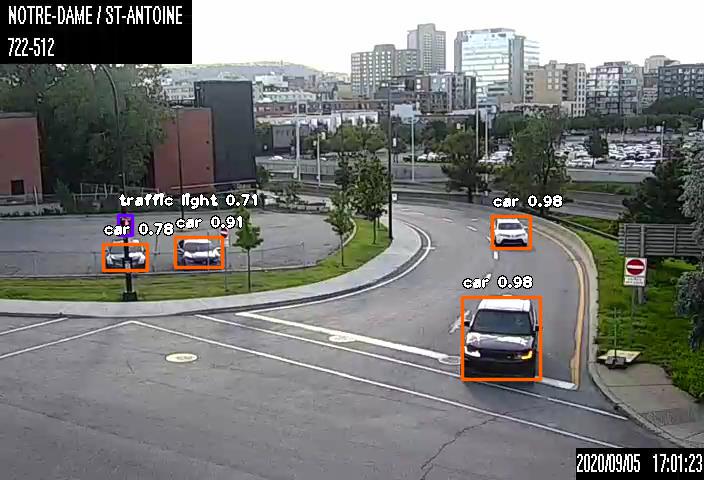 NOTRE-DAME / ST-ANTOINE
722-512
traffic light 0.71
car 0.78
car 0.91
car 0.98
car 0.98
2020/09/05 17:01:23